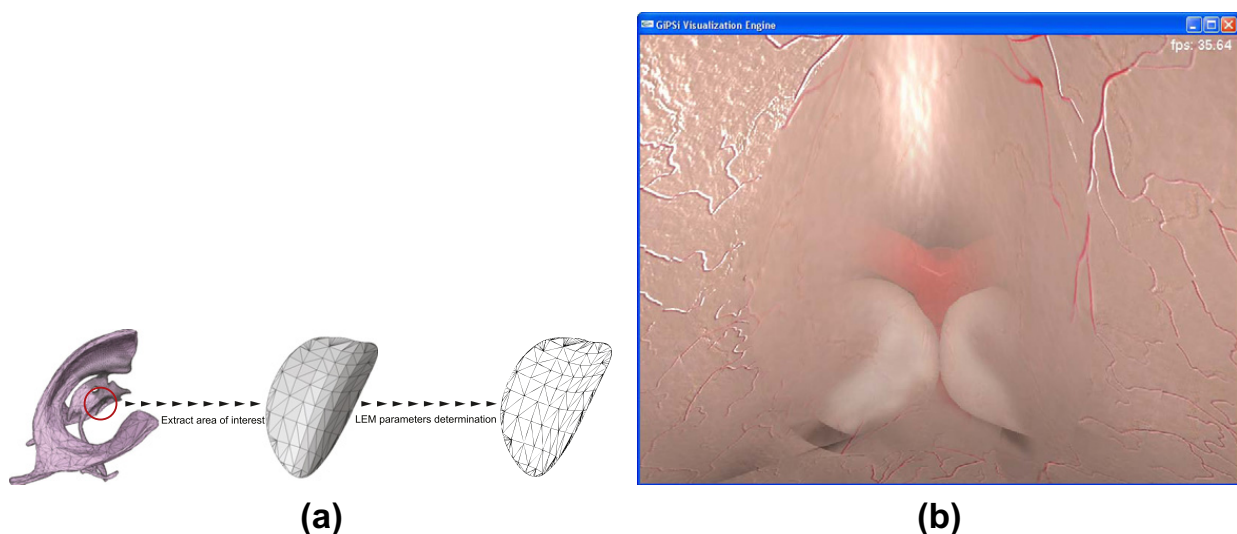 GiPSi Visualization Engine
fps: 35.64
Extract area of interest
LEM parameters determination
(a)
(b)